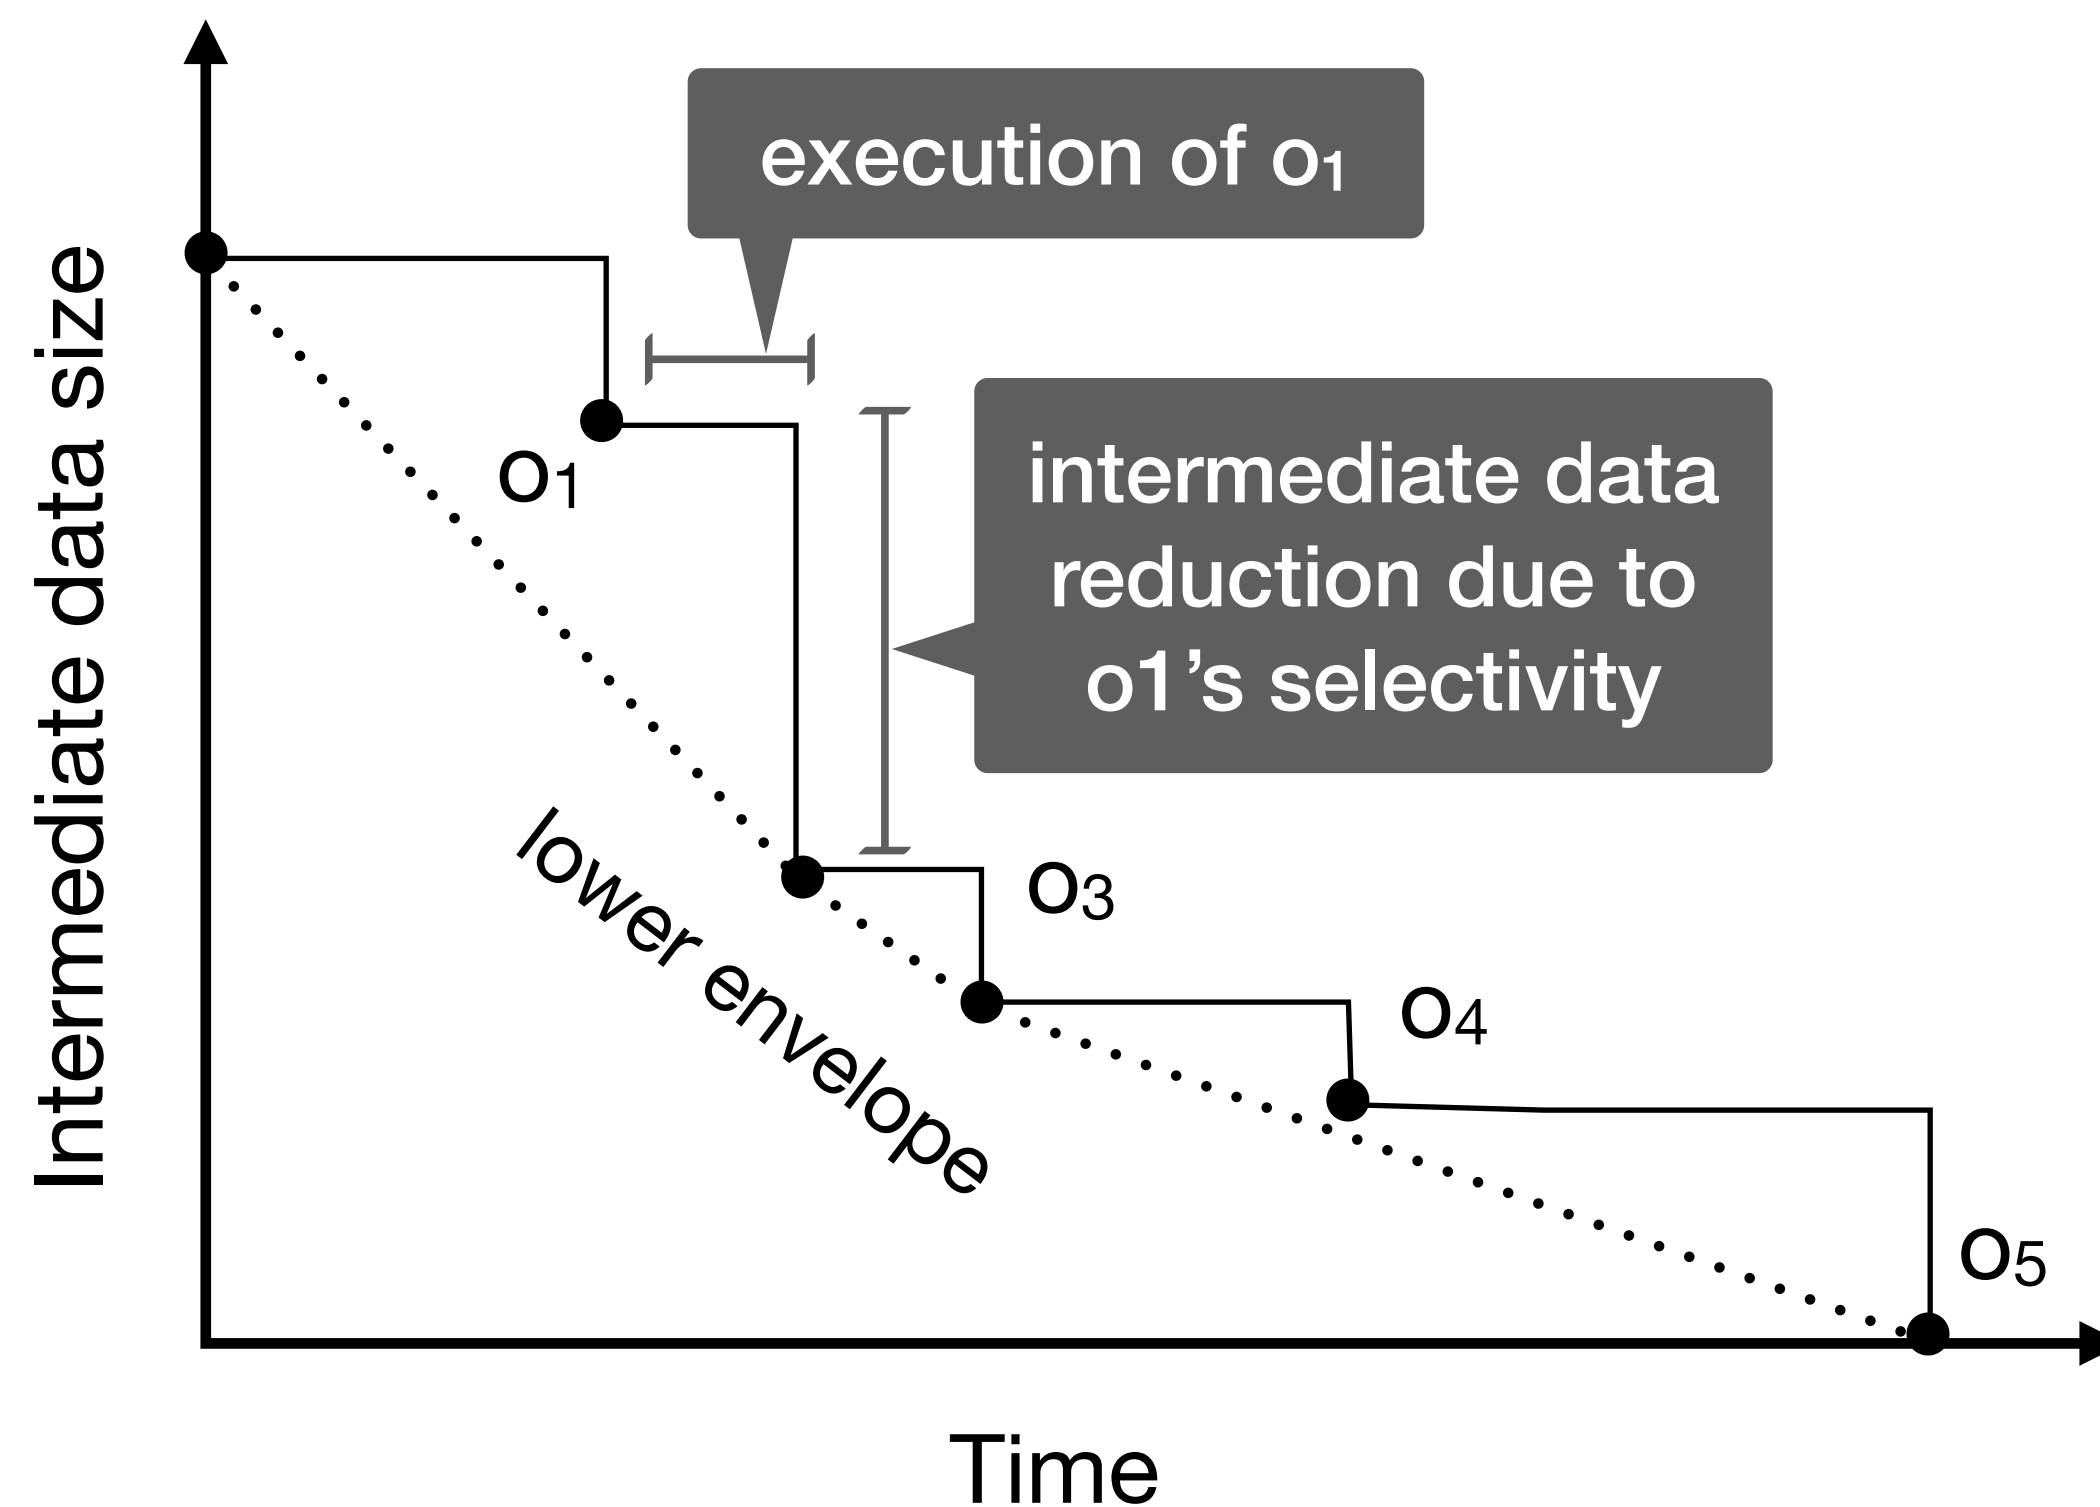 execution of o1
Intermediate data size
intermediate data
reduction due to
o1’s selectivity
o1
lower envelope
o3
o4
o5
Time